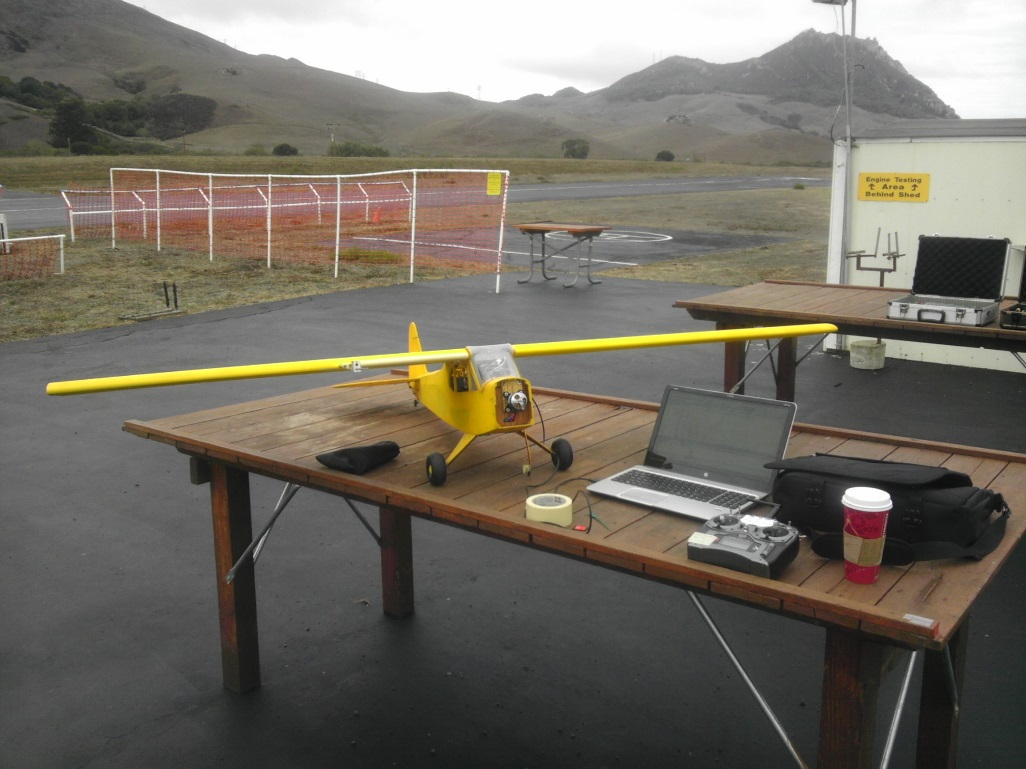 Engine Testing
↑ Area ↑
Behind Shed